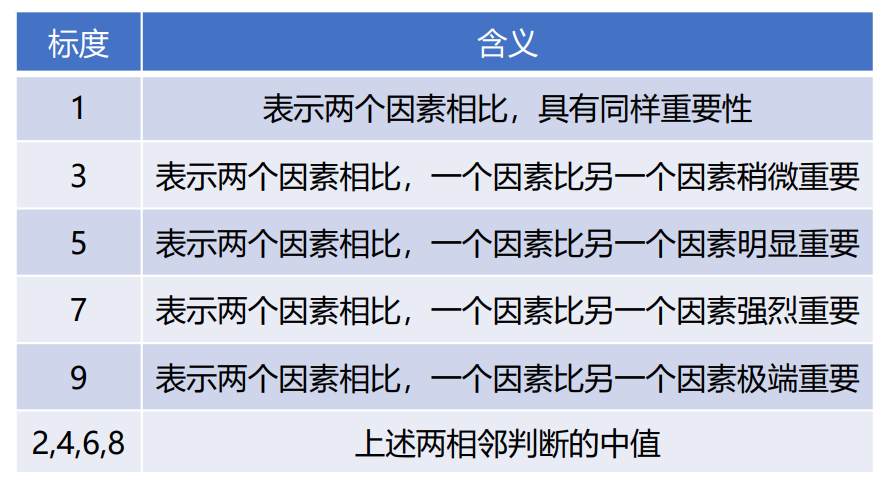 标度 含义
1 表示两个因素相比，具有同样重要性
3 表示两个因素相比，一个因素比另一个因素稍微重要
5 表示两个因素相比，一个因素比另一个因素明显重要
7 表示两个因素相比，一个因素比另一个因素强烈重要
9 表示两个因素相比，一个因素比另一个因素极端重要
2,4,6,8 上述两相邻判断的中值